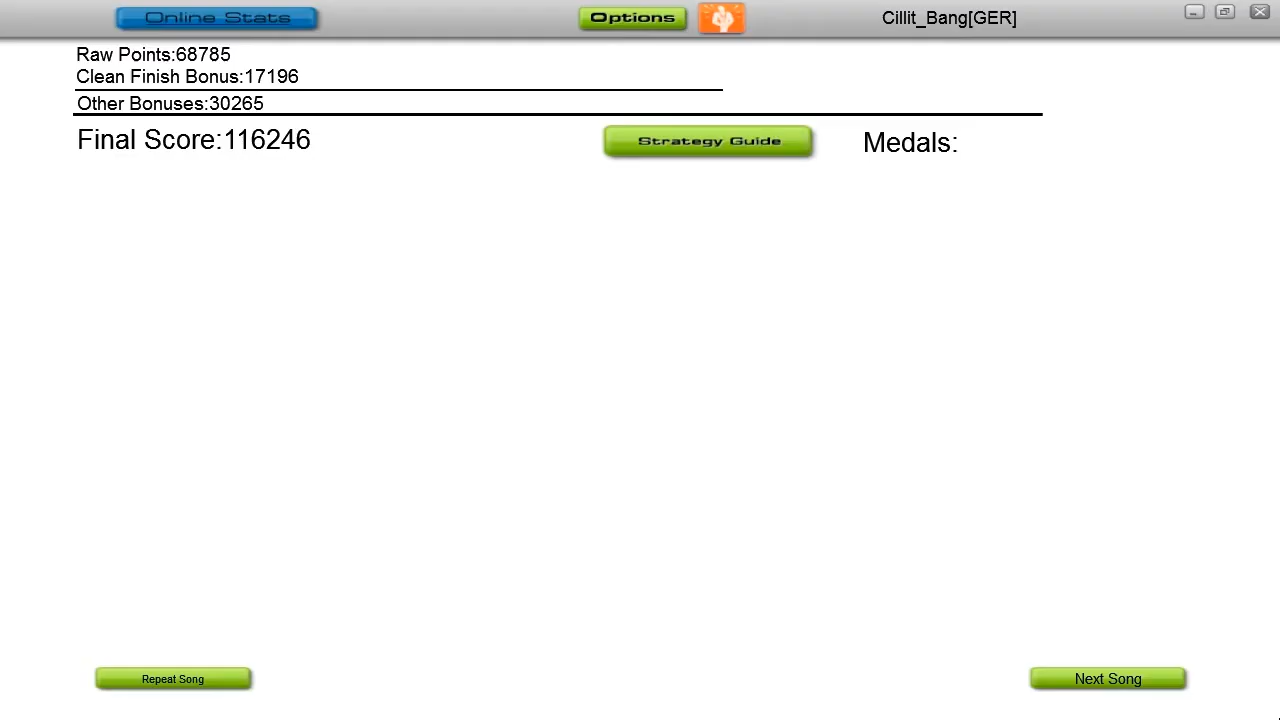 Online Stats
Options
Cillit_Bang[GER]
Raw Points:68785
Clean Finish Bonus:17196
Other Bonuses:30265
Final Score:116246
Strategy Guide
Medals:
Repeat Song
Next Song